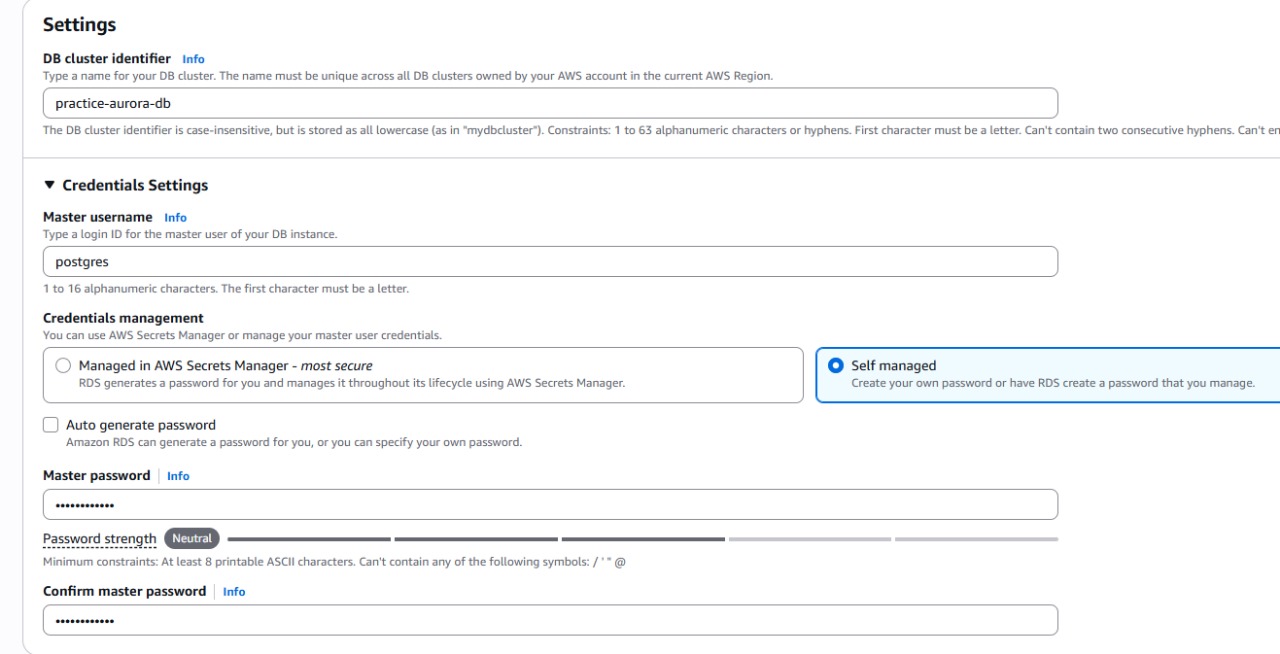 Settings
DB cluster identifier Info
Type a name for your DB cluster. The name must be unique across all DB clusters owned by your AWS account in the current AWS Region.
practice-aurora-db
The DB cluster identifier is case-insensitive, but is stored as all lowercase (as in "mydbcluster"). Constraints: 1 to 63 alphanumeric characters or hyphens. First character must be a letter. Can't contain two consecutive hyphens. Can't
Credentials Settings
Master username Info
Type a login ID for the master user of your DB instance.
postgres
1 to 16 alphanumeric characters. The first character must be a letter.
Credentials management
You can use AWS Secrets Manager or manage your master user credentials.
Managed in AWS Secrets Manager - most secure
RDS generates a password for you and manages it throughout its lifecycle using AWS Secrets Manager.
Self managed
Create your own password or have RDS create a password that you manage.
Auto generate password
Amazon RDS can generate a password for you, or you can specify your own password.
Master password Info
••••••••••••
Password strength Neutral
Minimum constraints: At least 8 printable ASCII characters. Can't contain any of the following symbols: / ' " @
Confirm master password Info
••••••••••••